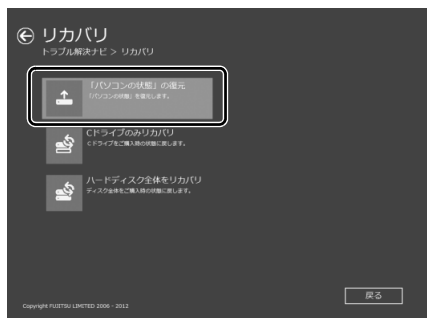 リカバリ
トラブル解決ナビ > リカバリ
「パソコンの状態」の復元
「パソコンの状態」を復元します。
Cドライブのみリカバリ
Cドライブをご購入時の状態に戻します。
ハードディスク全体をリカバリ
ディスク全体をご購入時の状態に戻します。
戻る
Copyright FUJITSU LIMITED 2006 - 2012